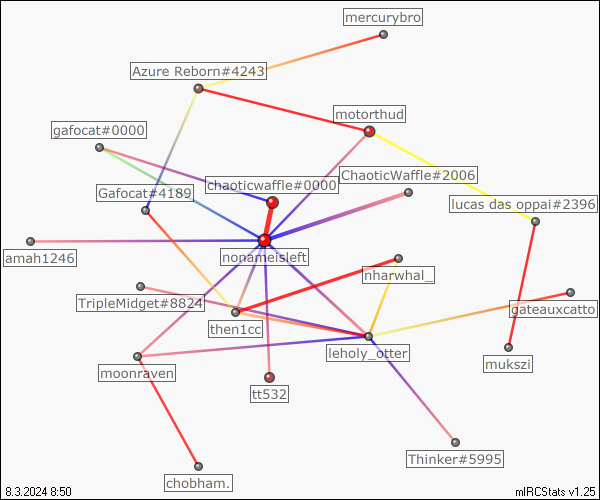 mercurybro
Azure Reborn#4243
motorthud
gafocat#0000
ChaoticWaffle#2006
chaoticwaffle#0000
Gafocat#4189
lucas das oppai#2396
amah1246
nonameisleft
nharwhal_
TripleMidget#8824
gateauxcatto
then1cc
leholy_otter
mukszi
moonraven
tt532
Thinker#5995
chobham.
8.3.2024 8:50
mIRCStats v1.25